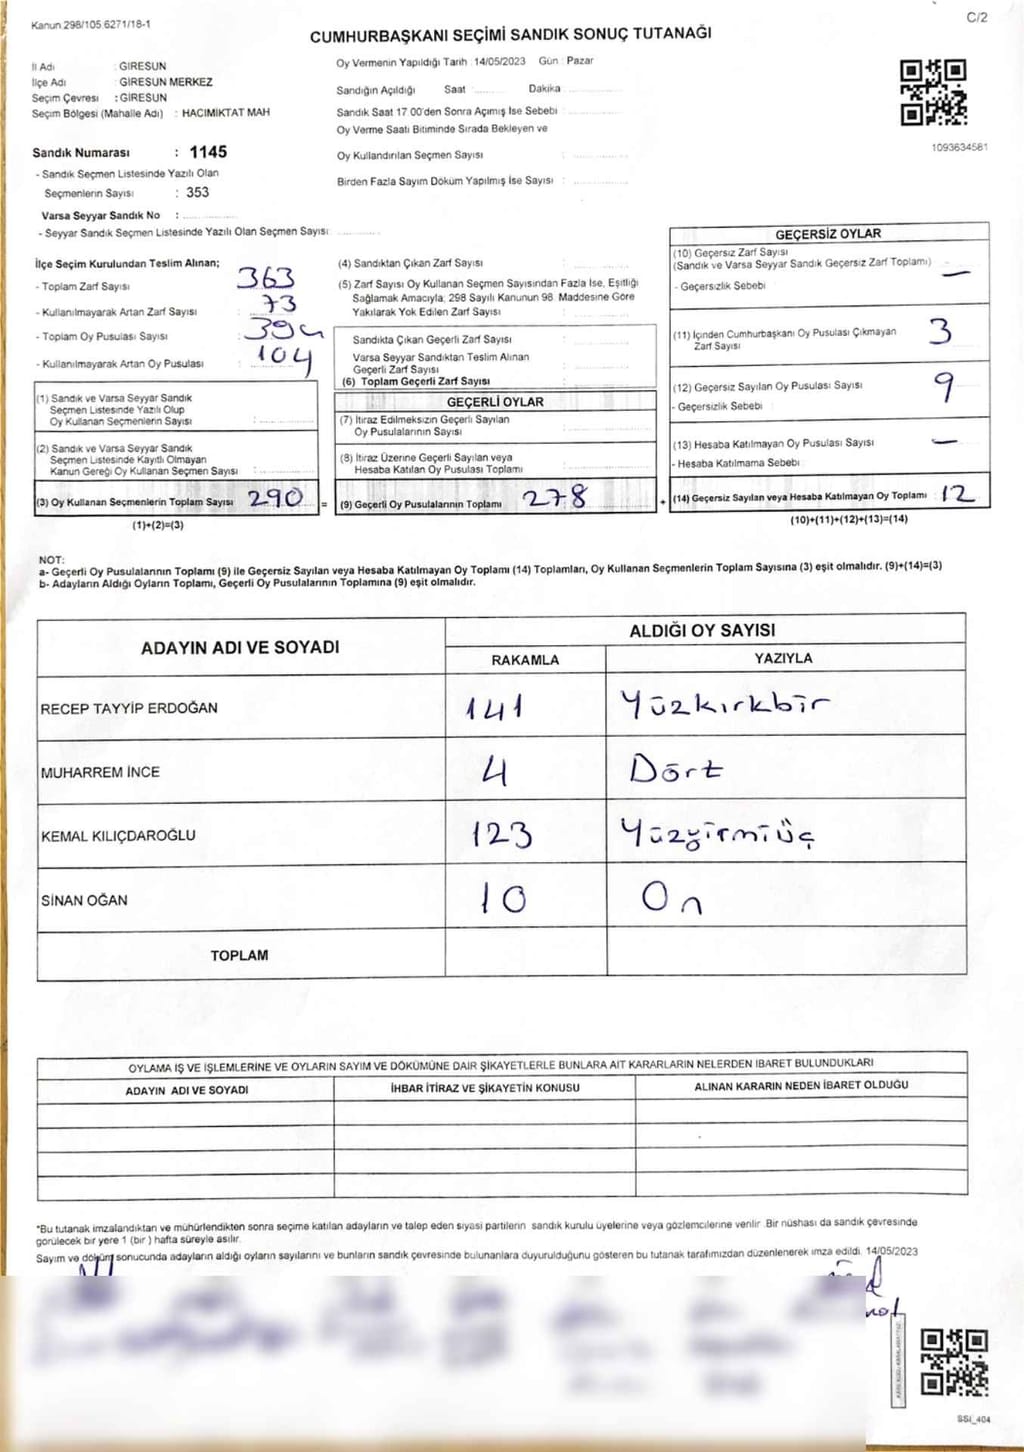 Kanun 298/105 6271/18-1
C/2
CUMHURBAŞKANI SEÇİMİ SANDIK SONUÇ TUTANAĞI
İl Adı : GİRESUN
İlçe Adı : GİRESUN MERKEZ
Seçim Çevresi : GİRESUN
Seçim Bölgesi (Mahalle Adı) : HACIMİKTAT MAH
Sandık Numarası : 1145
- Sandık Seçmen Listesinde Yazılı Olan
Seçmenlerin Sayısı : 353
Varsa Seyyar Sandık No :
- Seyyar Sandık Seçmen Listesinde Yazılı Olan Seçmen Sayısı
Oy Vermenin Yapıldığı Tarih : 14/05/2023 Gün : Pazar
Sandığın Açıldığı Saat Dakika
Sandık Saat 17 00'den Sonra Açılmış İse Sebebi
Oy Verme Saati Bitiminde Sırada Bekleyen ve
Oy Kullandırılan Seçmen Sayısı :
Birden Fazla Sayım Döküm Yapılmış İse Sayısı :
1093634581
İlçe Seçim Kurulundan Teslim Alınan;
- Toplam Zarf Sayısı 363
- Kullanılmayarak Artan Zarf Sayısı : 73
- Toplam Oy Pusulası Sayısı
- Kullanılmayarak Artan Oy Pusulası : 104
(1) Sandık ve Varsa Seyyar Sandık
Seçmen Listesinde Yazılı Olup
Oy Kullanan Seçmenlerin Sayısı :
(2) Sandık ve Varsa Seyyar Sandık
Seçmen Listesinde Kayıtlı Olmayan
Kanun Gereği Oy Kullanan Seçmen Sayısı :
(3) Oy Kullanan Seçmenlerin Toplam Sayısı 290 =
(1)+(2)=(3)
(4) Sandıktan Çıkan Zarf Sayısı :
(5) Zarf Sayısı Oy Kullanan Seçmen Sayısından Fazla İse, Eşitliği
Sağlamak Amacıyla; 298 Sayılı Kanunun 98. Maddesine Göre
Yakılarak Yok Edilen Zarf Sayısı :
Sandıkta Çıkan Geçerli Zarf Sayısı
Varsa Seyyar Sandıktan Teslim Alınan
Geçerli Zarf Sayısı
(6) Toplam Geçerli Zarf Sayısı
GEÇERLİ OYLAR
(7) İtiraz Edilmeksizin Geçerli Sayılan
Oy Pusulalarının Sayısı
(8) İtiraz Üzerine Geçerli Sayılan veya
Hesaba Katılan Oy Pusulası Toplamı
(9) Geçerli Oy Pusulalarının Toplamı 278 +
GEÇERSİZ OYLAR
(10) Geçersiz Zarf Sayısı
(Sandık ve Varsa Seyyar Sandık Geçersiz Zarf Toplamı) —
- Geçersizlik Sebebi
(11) İçinden Cumhurbaşkanı Oy Pusulası Çıkmayan 3
Zarf Sayısı
(12) Geçersiz Sayılan Oy Pusulası Sayısı 9
- Geçersizlik Sebebi
(13) Hesaba Katılmayan Oy Pusulası Sayısı —
- Hesaba Katılmama Sebebi
(14) Geçersiz Sayılan veya Hesaba Katılmayan Oy Toplamı : 12
(10)+(11)+(12)+(13)=(14)
NOT:
a- Geçerli Oy Pusulalarının Toplamı (9) ile Geçersiz Sayılan veya Hesaba Katılmayan Oy Toplamı (14) Toplamları, Oy Kullanan Seçmenlerin Toplam Sayısına (3) eşit olmalıdır. (9)+(14)=(3)
b- Adayların Aldığı Oyların Toplamı, Geçerli Oy Pusulalarının Toplamına (9) eşit olmalıdır.
ADAYIN ADI VE SOYADI ALDIĞI OY SAYISI
RAKAMLA YAZIYLA
RECEP TAYYİP ERDOĞAN 141 Yüzkırkbir
MUHARREM İNCE 4 Dört
KEMAL KILIÇDAROĞLU 123 Yüzyirmiüç
SİNAN OĞAN 10 On
TOPLAM
OYLAMA İŞ VE İŞLEMLERİNE VE OYLARIN SAYIM VE DÖKÜMÜNE DAİR ŞİKAYETLERLE BUNLARA AİT KARARLARIN NELERDEN İBARET BULUNDUKLARI
ADAYIN ADI VE SOYADI İHBAR İTİRAZ VE ŞİKAYETİN KONUSU ALINAN KARARIN NEDEN İBARET OLDUĞU
*Bu tutanak imzalandıktan ve mühürlendikten sonra seçime katılan adayların ve talep eden siyasi partilerin sandık kurulu üyelerine veya gözlemcilerine verilir .Bir nüshası da sandık çevresinde
görülecek bir yere 1 (bir ) hafta süreyle asılır.
Sayım ve döküm sonucunda adayların aldığı oyların sayılarını ve bunların sandık çevresinde bulunanlara duyurulduğunu gösteren bu tutanak tarafımızdan düzenlenerek imza edildi. 14/05/2023
SSI_404